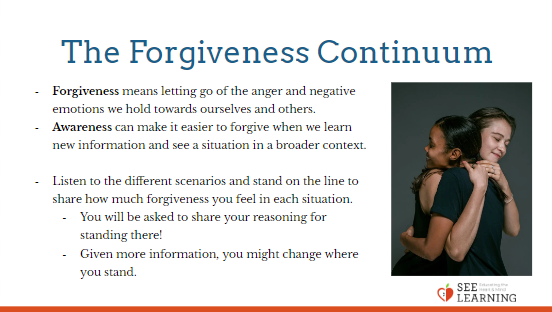 The Forgiveness Continuum
- Forgiveness means letting go of the anger and negative
emotions we hold towards ourselves and others.
- Awareness can make it easier to forgive when we learn
new information and see a situation in a broader context.
- Listen to the different scenarios and stand on the line to
share how much forgiveness you feel in each situation.
- You will be asked to share your reasoning for
standing there!
- Given more information, you might change where
you stand.
SEE
LEARNING